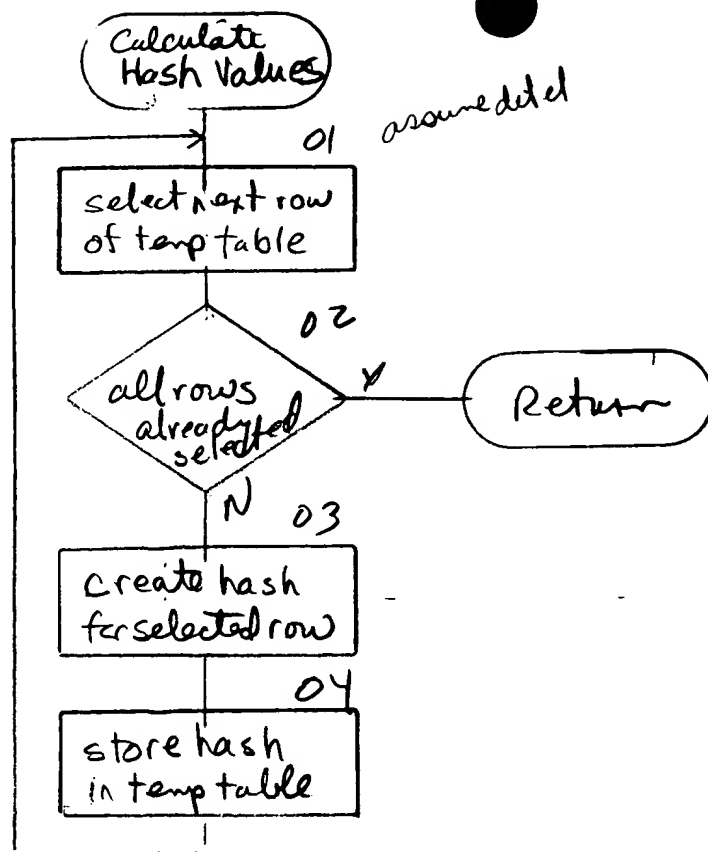 Calculate
Hash Values
01
select next row
of temp table
02
all rows
already
selected
Y
Return
N
03
create hash
for selected row
04
store hash
in temp table